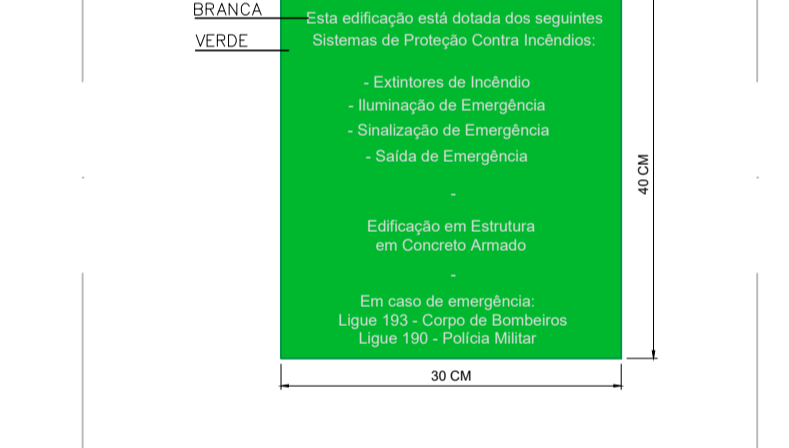 BRANCA
VERDE
Esta edificação está dotada dos seguintes
Sistemas de Proteção Contra Incêndios:
- Extintores de Incêndio
- Iluminação de Emergência
- Sinalização de Emergência
- Saída de Emergência
-
Edificação em Estrutura
em Concreto Armado
-
Em caso de emergência:
Ligue 193 - Corpo de Bombeiros
Ligue 190 - Polícia Militar
40 CM
30 CM